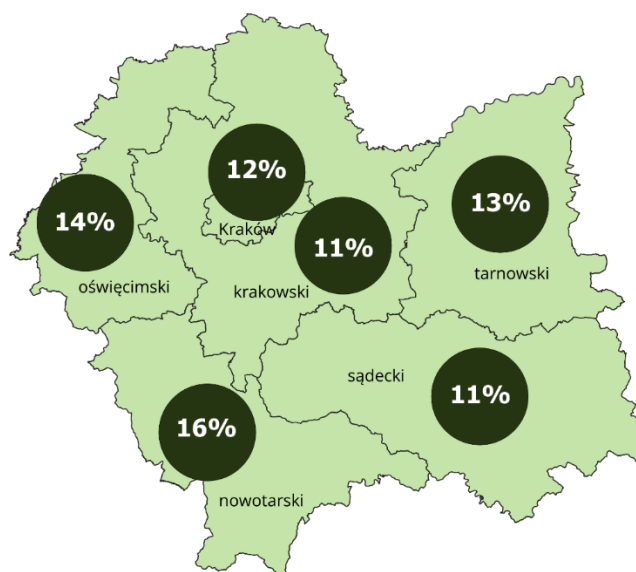 12%
Kraków
14%
oświęcimski
11%
krakowski
13%
tarnowski
sądecki
11%
16%
nowotarski